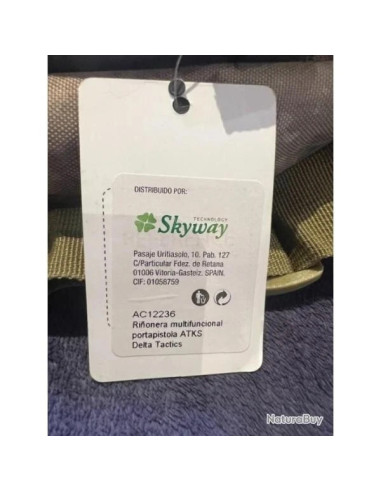 DISTRIBUIDO POR:
TECHNOLOGY
Skyway
Pasaje Uritiasolo, 10. Pab. 127
C/Particular Fdez. de Retana
01006 Vitoria-Gasteiz. SPAIN.
CIF: 01058759
AC12236
Riñonera multifuncional
portapistola ATKS
Delta Tactics
NaturaBuy